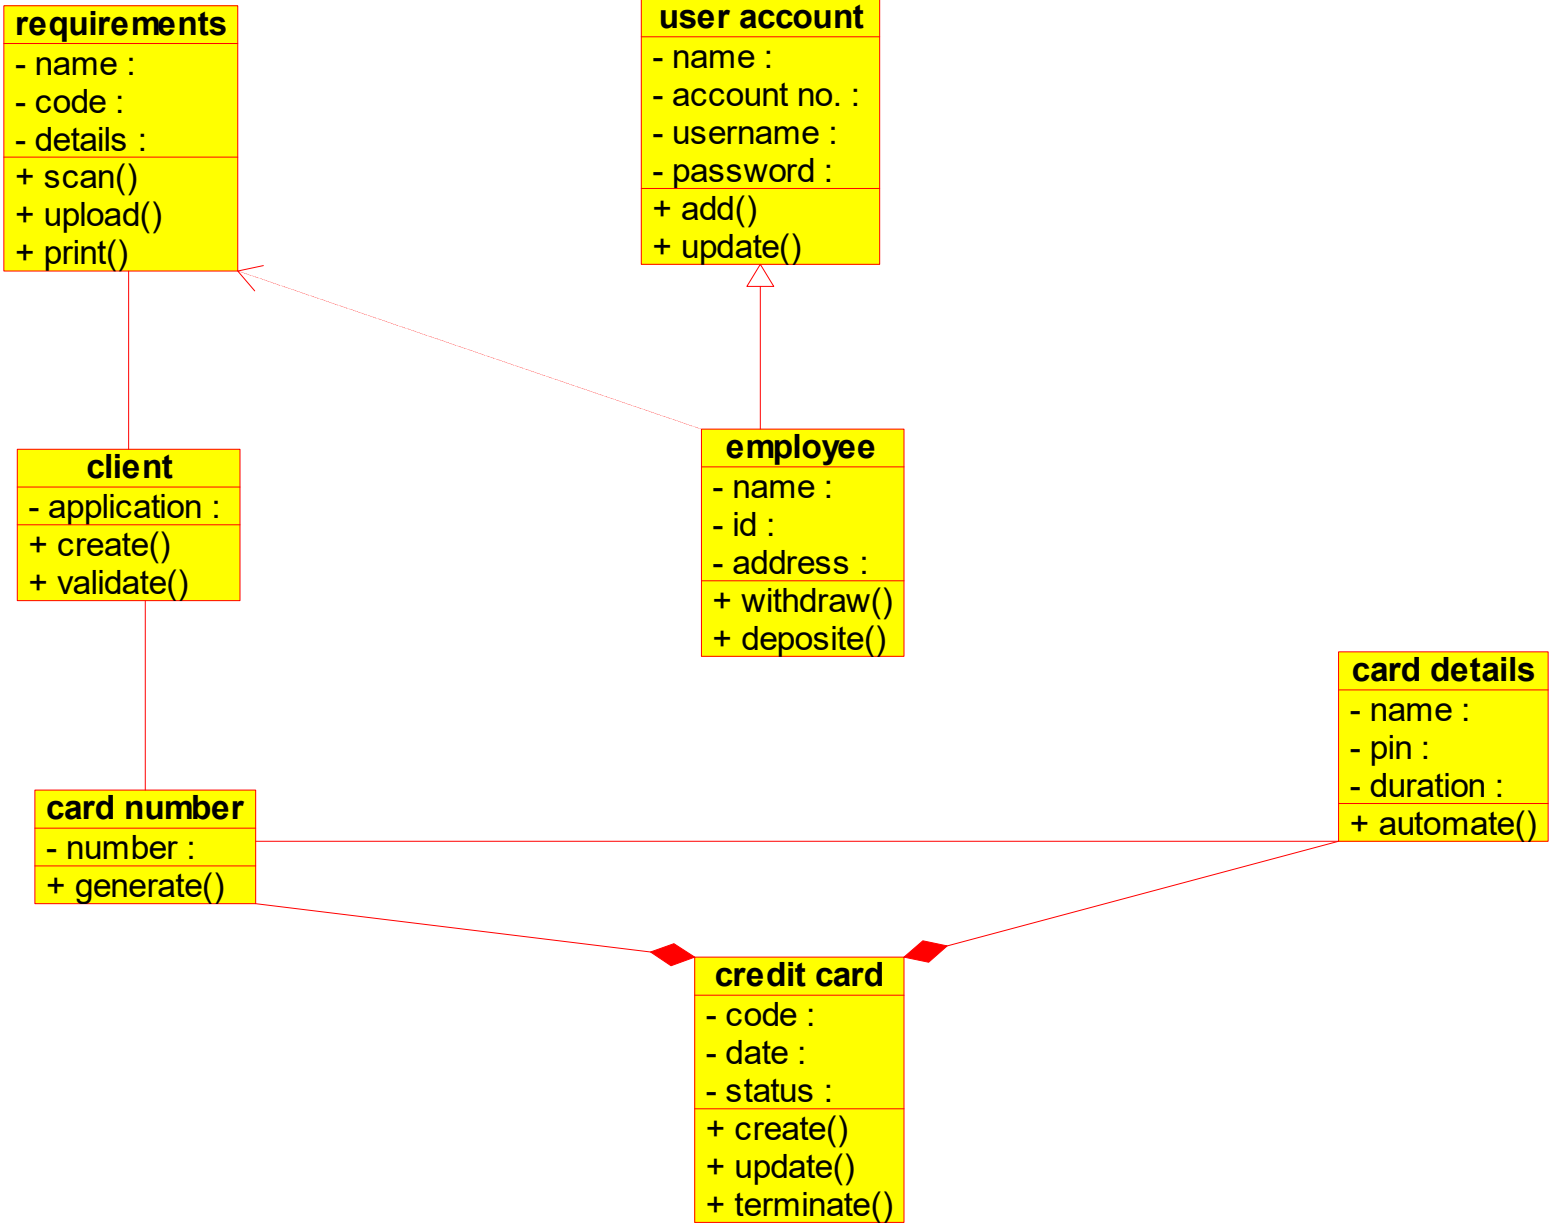 requirements
- name :
- code :
- details :
+ scan()
+ upload()
+ print()
user account
- name :
- account no. :
- username :
- password :
+ add()
+ update()
client
- application :
+ create()
+ validate()
employee
- name :
- id :
- address :
+ withdraw()
+ deposite()
card details
- name :
- pin :
- duration :
+ automate()
card number
- number :
+ generate()
credit card
- code :
- date :
- status :
+ create()
+ update()
+ terminate()